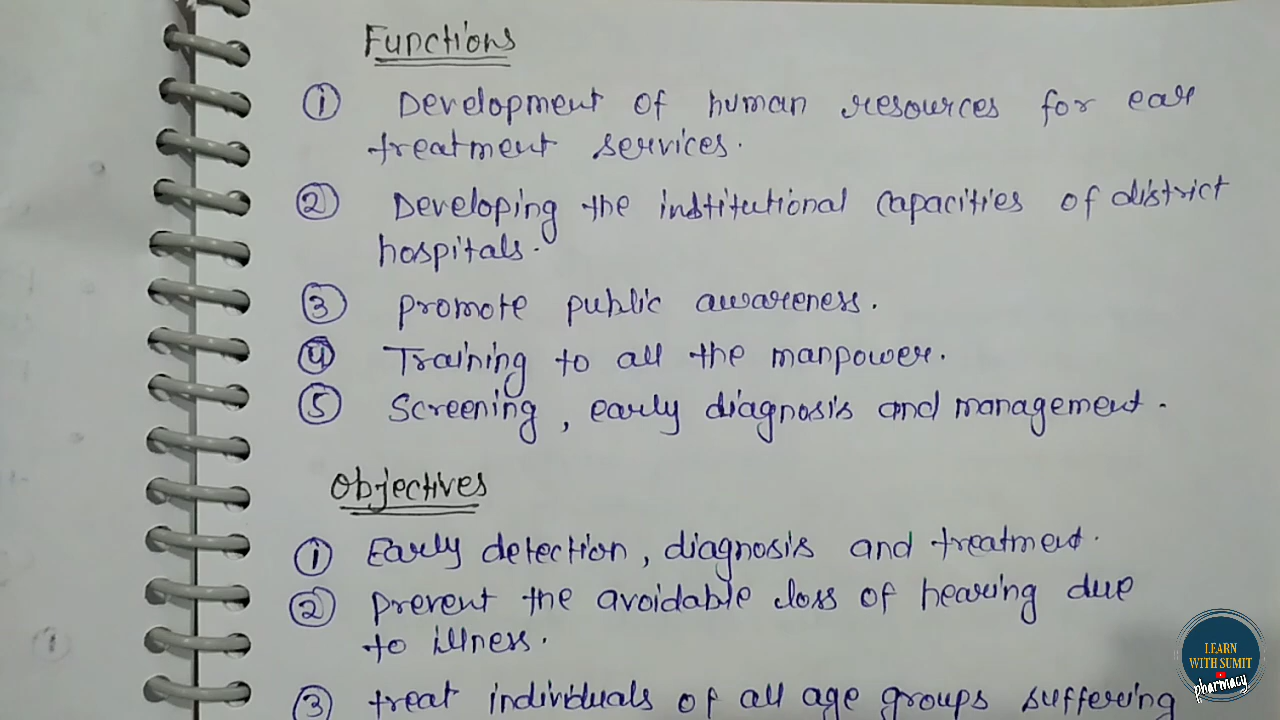 Functions
① Development of human resources for ear
treatment services.
② Developing the institutional capacities of district
hospitals.
③ Promote public awareness.
④ Training to all the manpower.
⑤ Screening, early diagnosis and management.
Objectives
① Early detection, diagnosis and treatment.
② prevent the avoidable loss of hearing due
to illness.
③ treat individuals of all age groups suffering
LEARN
WITH SUMIT
pharmacy